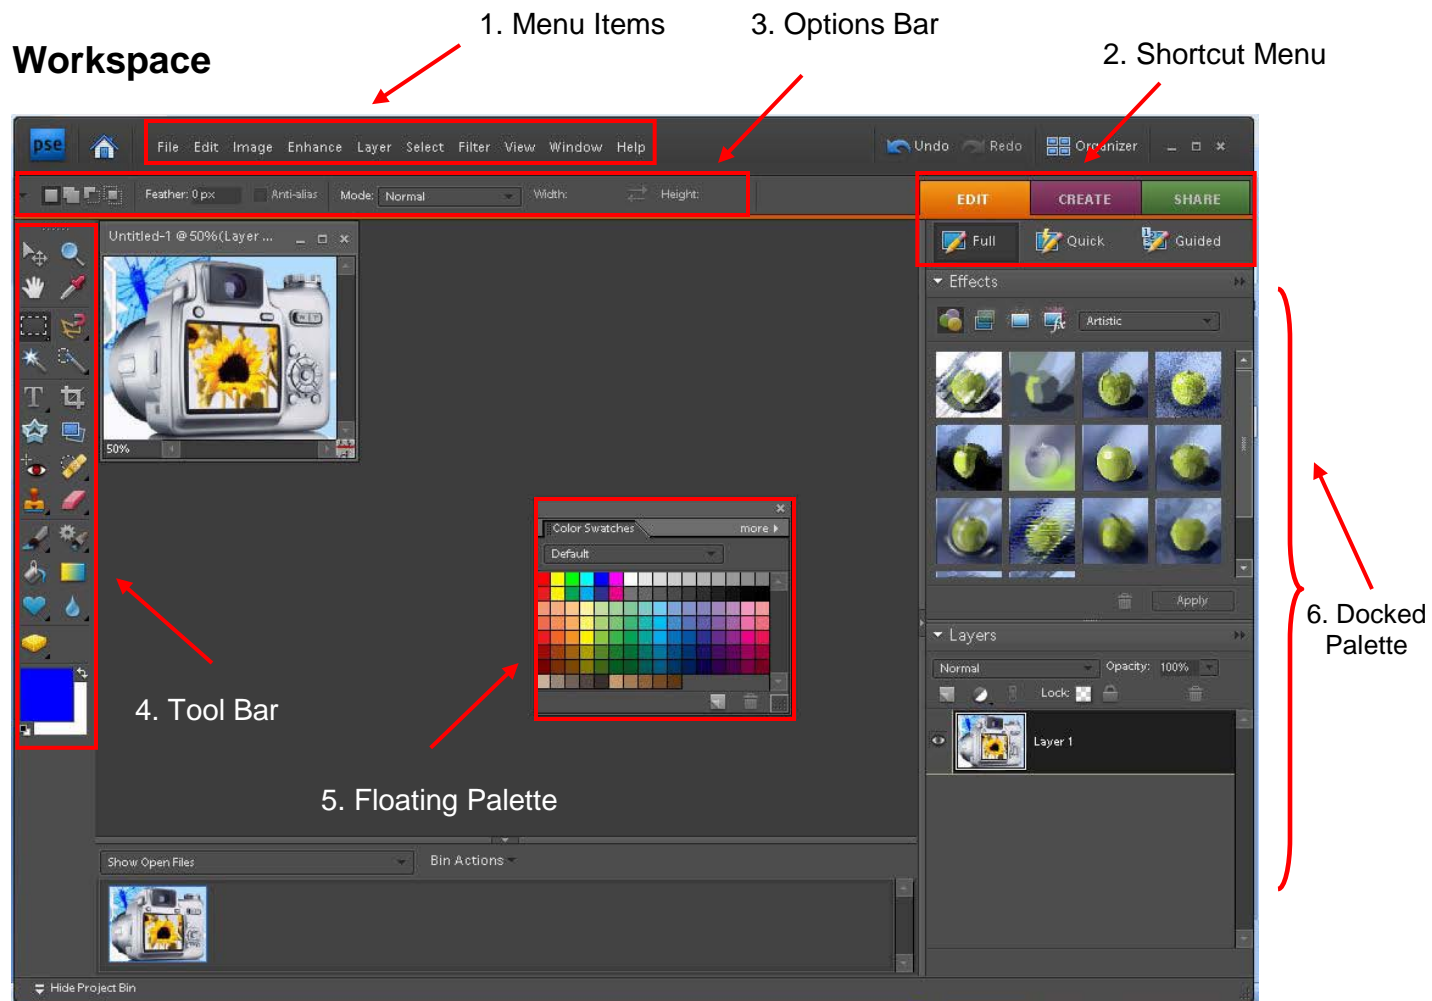 1. Menu Items
3. Options Bar
2. Shortcut Menu
Workspace
pse
File Edit Image Enhance Layer Select Filter View Window Help
Undo Redo Organizer
Feather: 0 px Anti-alias Mode: Normal Width: Height:
EDIT CREATE SHARE
Full Quick Guided
Untitled-1 @ 50%(Layer ...
50%
Effects
Artistic
Apply
Color Swatches more
Default
4. Tool Bar
5. Floating Palette
6. Docked
Palette
Layers
Normal Opacity: 100%
Lock:
Layer 1
Show Open Files Bin Actions
Hide Project Bin